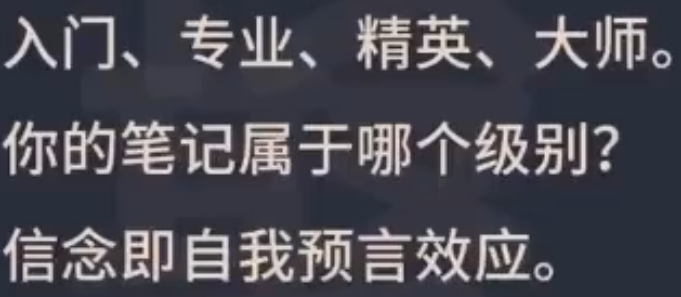 入门、专业、精英、大师。
你的笔记属于哪个级别？
信念即自我预言效应。